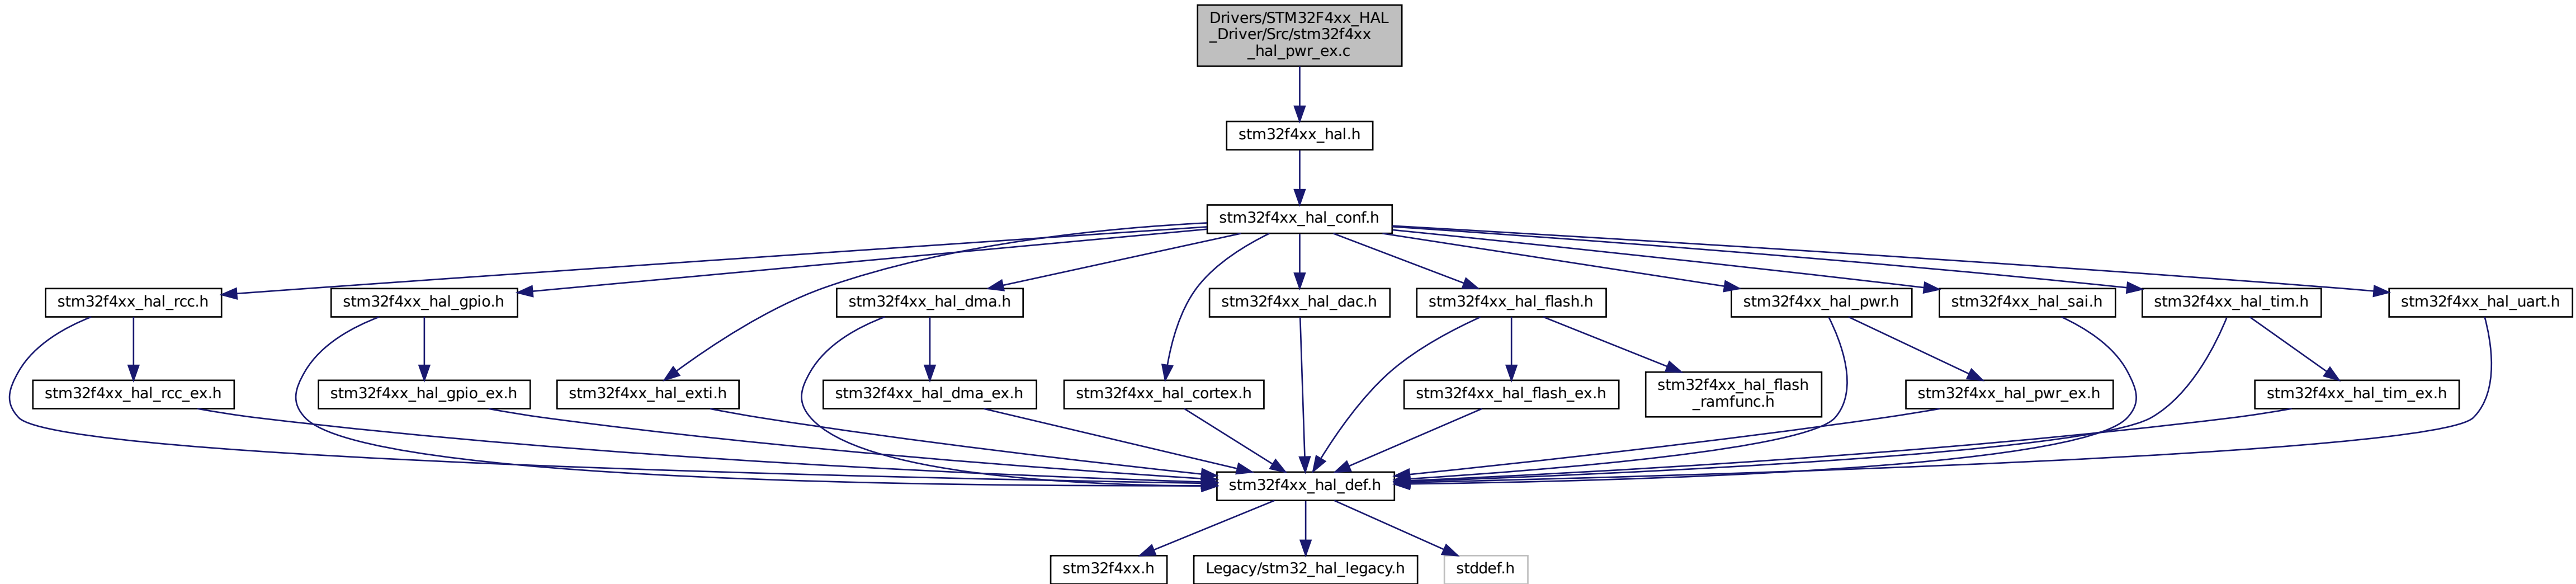 Drivers/STM32F4xx_HAL
_Driver/Src/stm32f4xx
_hal_pwr_ex.c
stm32f4xx_hal.h
stm32f4xx_hal_conf.h
stm32f4xx_hal_rcc.h
stm32f4xx_hal_gpio.h
stm32f4xx_hal_dma.h
stm32f4xx_hal_dac.h
stm32f4xx_hal_flash.h
stm32f4xx_hal_pwr.h
stm32f4xx_hal_sai.h
stm32f4xx_hal_tim.h
stm32f4xx_hal_uart.h
stm32f4xx_hal_rcc_ex.h
stm32f4xx_hal_gpio_ex.h
stm32f4xx_hal_exti.h
stm32f4xx_hal_dma_ex.h
stm32f4xx_hal_cortex.h
stm32f4xx_hal_flash_ex.h
stm32f4xx_hal_flash
_ramfunc.h
stm32f4xx_hal_pwr_ex.h
stm32f4xx_hal_tim_ex.h
stm32f4xx_hal_def.h
stm32f4xx.h
Legacy/stm32_hal_legacy.h
stddef.h